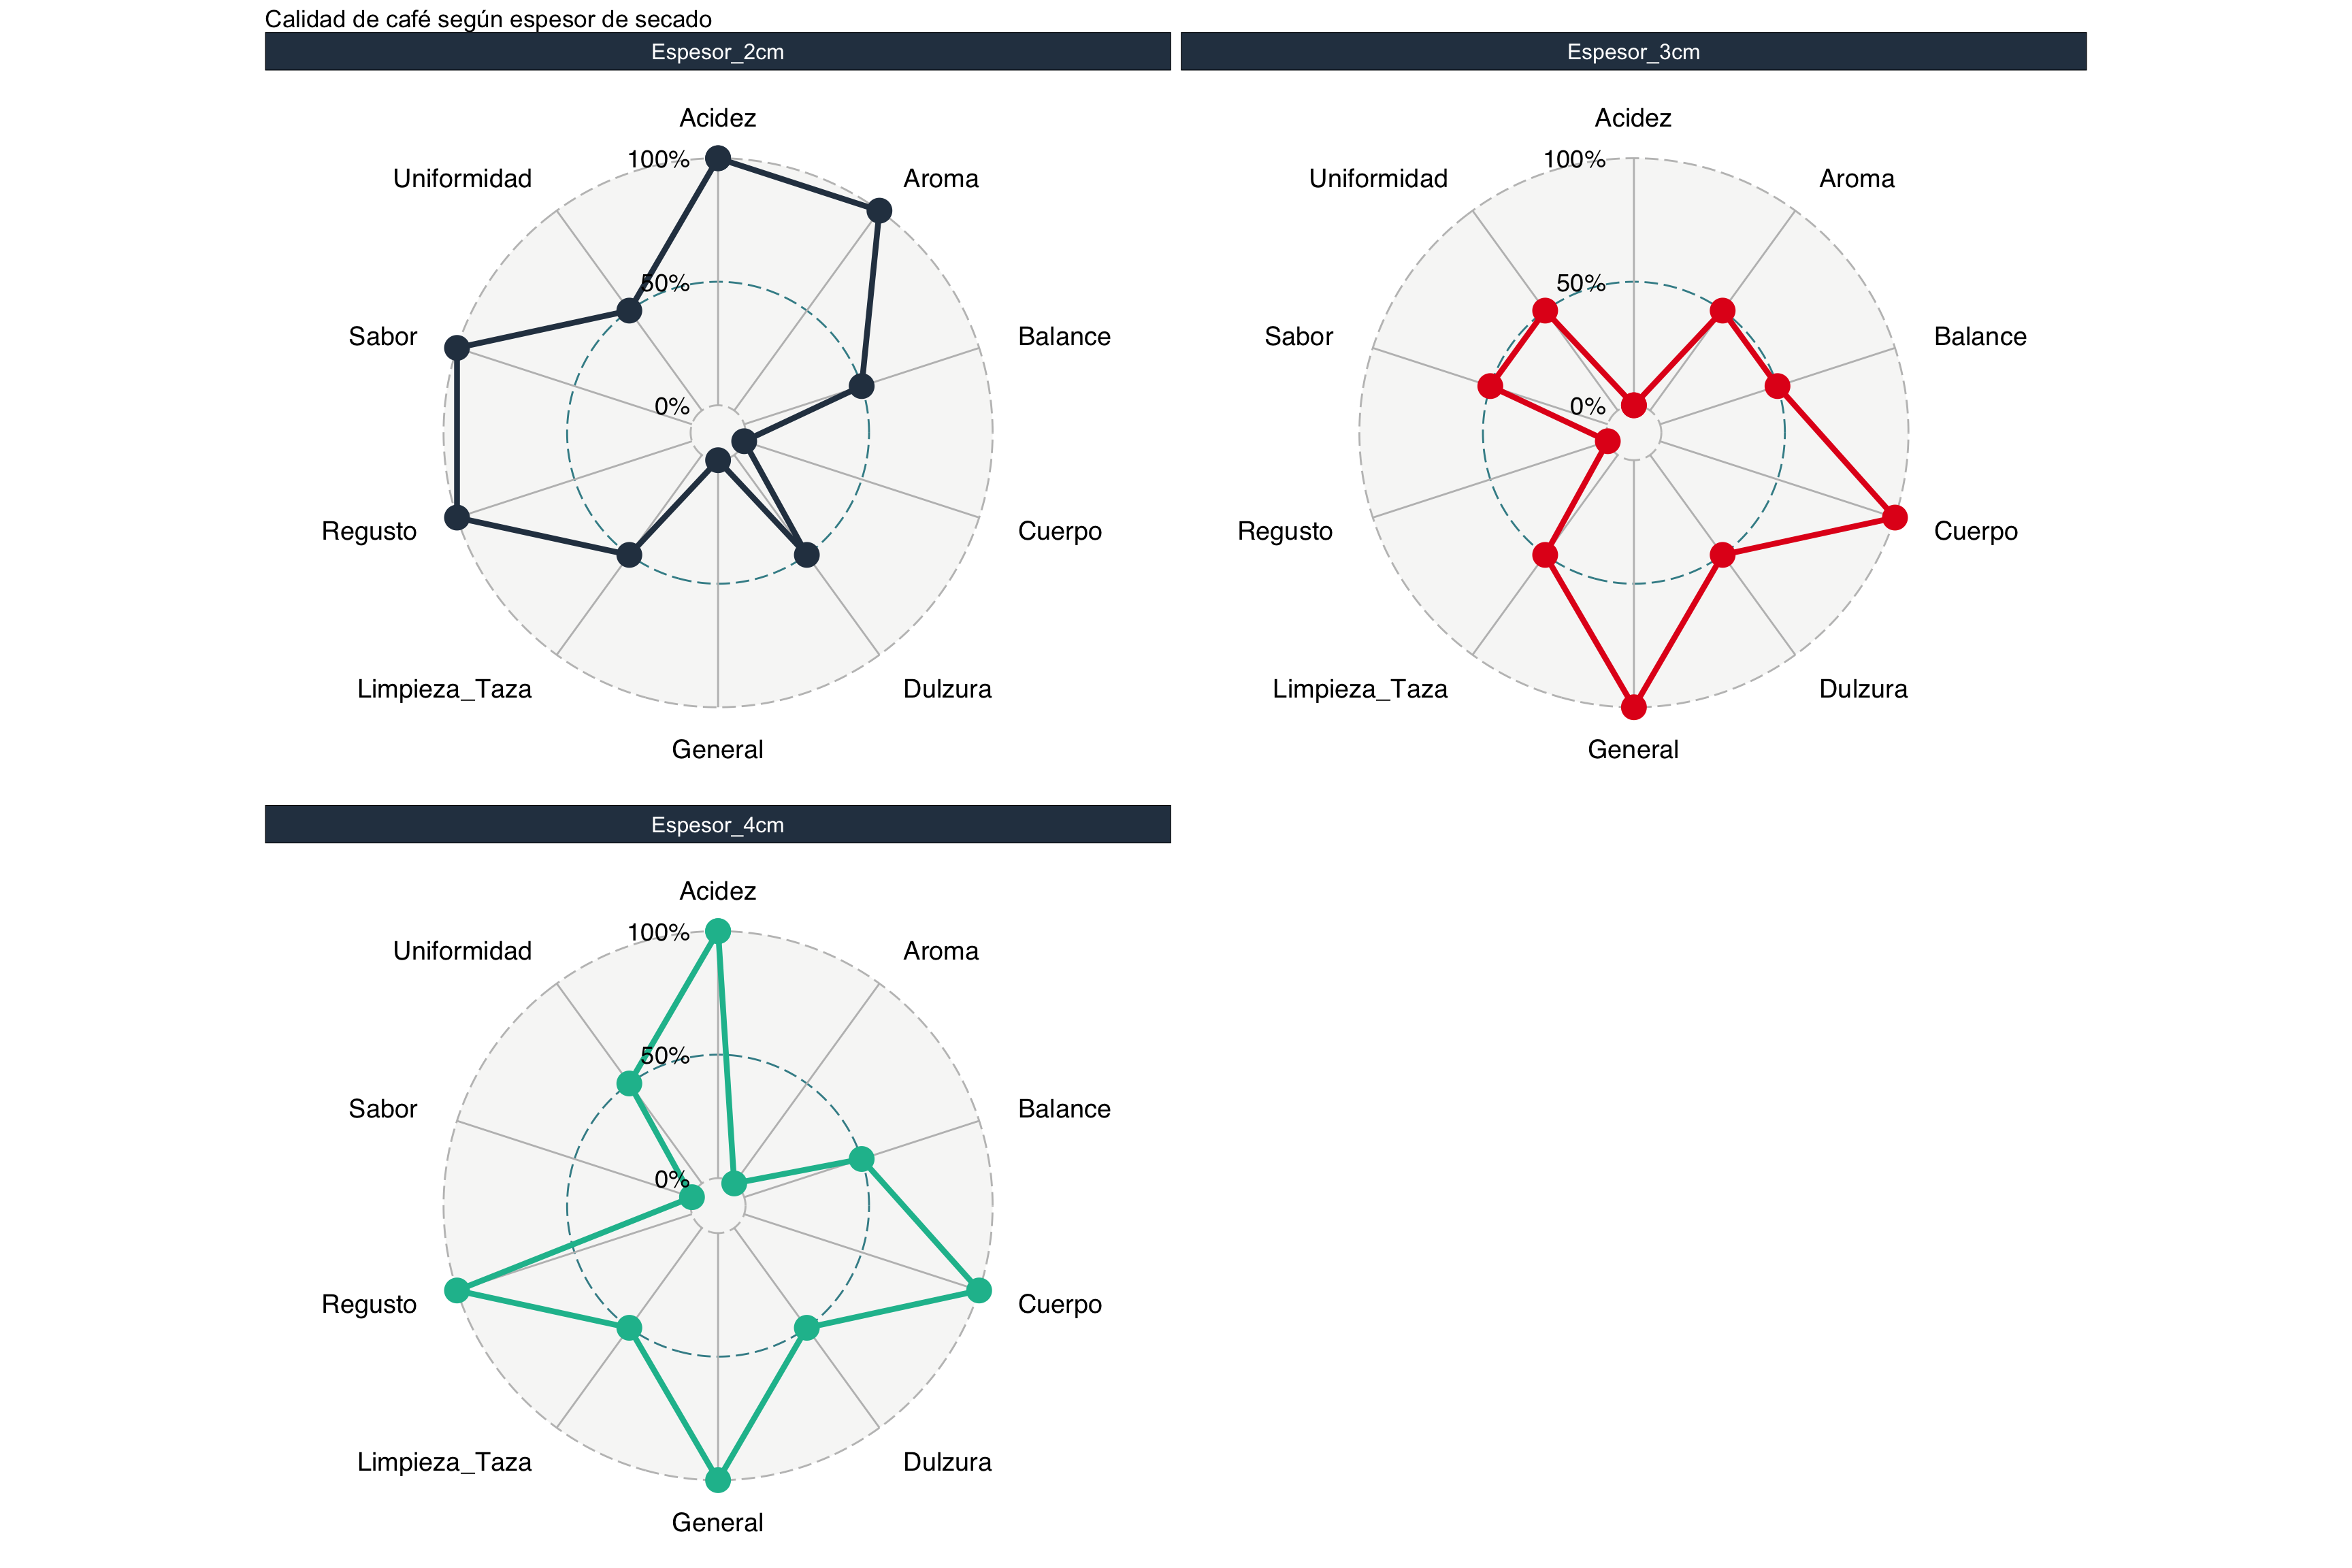 Calidad de café según espesor de secado
Espesor_2cm
Acidez
100%
Uniformidad
Aroma
50%
Sabor
Balance
0%
Regusto
Cuerpo
Limpieza_Taza
Dulzura
General
Espesor_3cm
Acidez
100%
Uniformidad
Aroma
50%
Sabor
Balance
0%
Regusto
Cuerpo
Limpieza_Taza
Dulzura
General
Espesor_4cm
Acidez
100%
Uniformidad
Aroma
50%
Sabor
Balance
0%
Regusto
Cuerpo
Limpieza_Taza
Dulzura
General